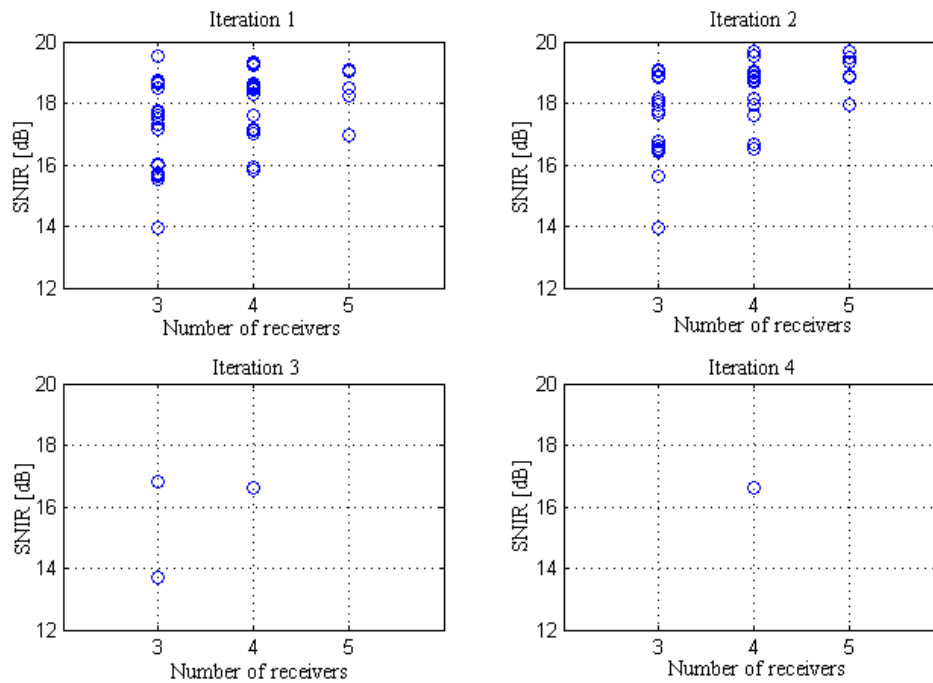 Iteration 1
20
18
16
14
12
SNIR [dB]
3 4 5
Number of receivers
Iteration 2
20
18
16
14
12
SNIR [dB]
3 4 5
Number of receivers
Iteration 3
20
18
16
14
12
SNIR [dB]
3 4 5
Number of receivers
Iteration 4
20
18
16
14
12
SNIR [dB]
3 4 5
Number of receivers